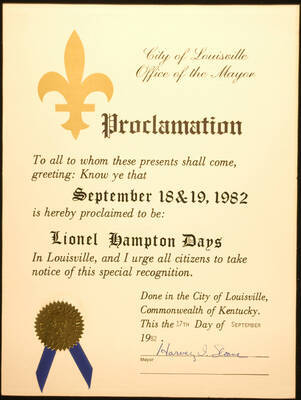 City of Louisville
Office of the Mayor
Proclamation
To all to whom these presents shall come,
greeting: Know ye that
September 18 & 19, 1982
is hereby proclaimed to be:
Lionel Hampton Days
In Louisville, and I urge all citizens to take
notice of this special recognition.
Done in the City of Louisville,
Commonwealth of Kentucky.
This the 17TH Day of SEPTEMBER
1982
Harvey I. Sloane
Mayor